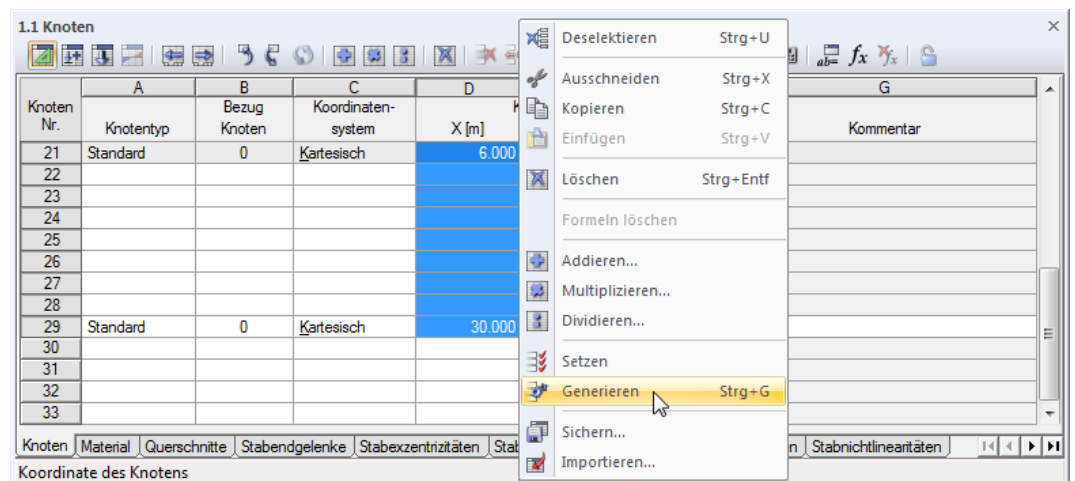 1.1 Knoten
ab=
fx
fx
A B C D G
Knoten Nr.
Knotentyp
Bezug Knoten
Koordinaten-system
X [m]
Kommentar
21 Standard 0 Kartesisch 6.000
22
23
24
25
26
27
28
29 Standard 0 Kartesisch 30.000
30
31
32
33
Deselektieren Strg+U
Ausschneiden Strg+X
Kopieren Strg+C
Einfügen Strg+V
Löschen Strg+Entf
Formeln löschen
Addieren...
Multiplizieren...
Dividieren...
Setzen
Generieren Strg+G
Sichern...
Importieren...
Knoten Material Querschnitte Stabendgelenke Stabexzentrizitäten Stabnichtlinearitäten
Koordinate des Knotens